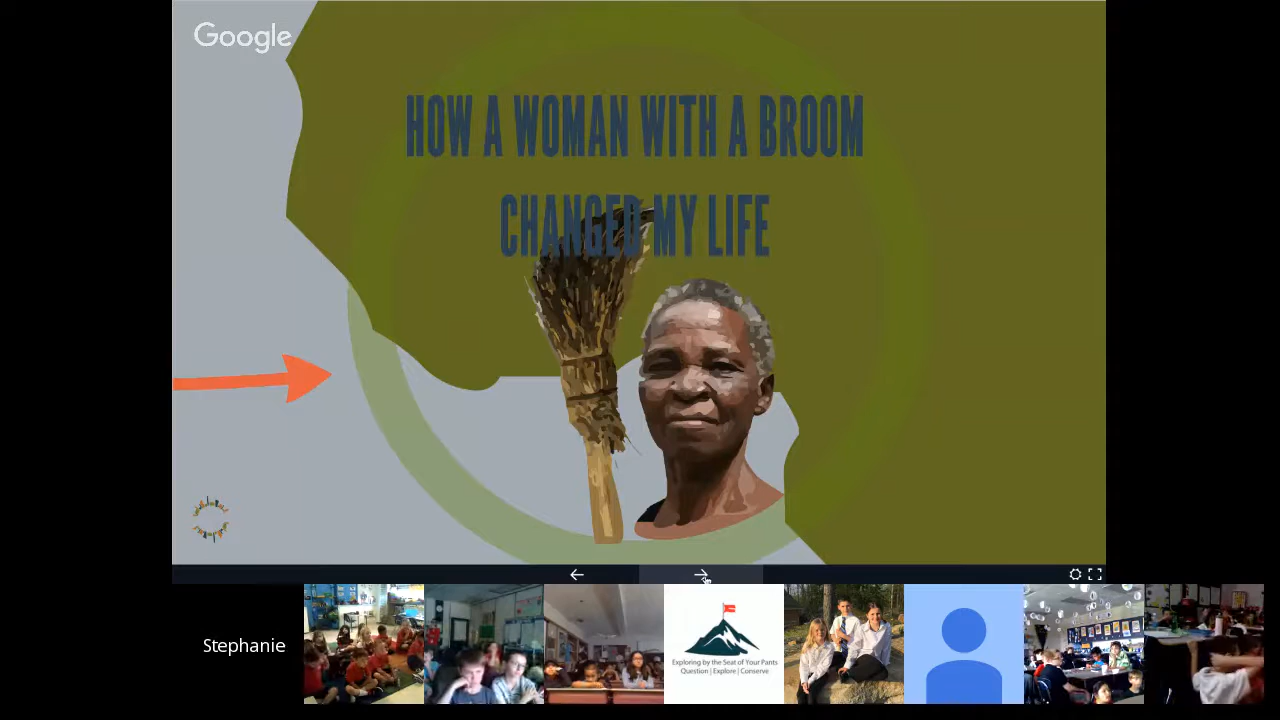 Google
HOW A WOMAN WITH A BROOM
CHANGED MY LIFE
Stephanie
Exploring by the Seat of Your Pants
Question | Explore | Conserve